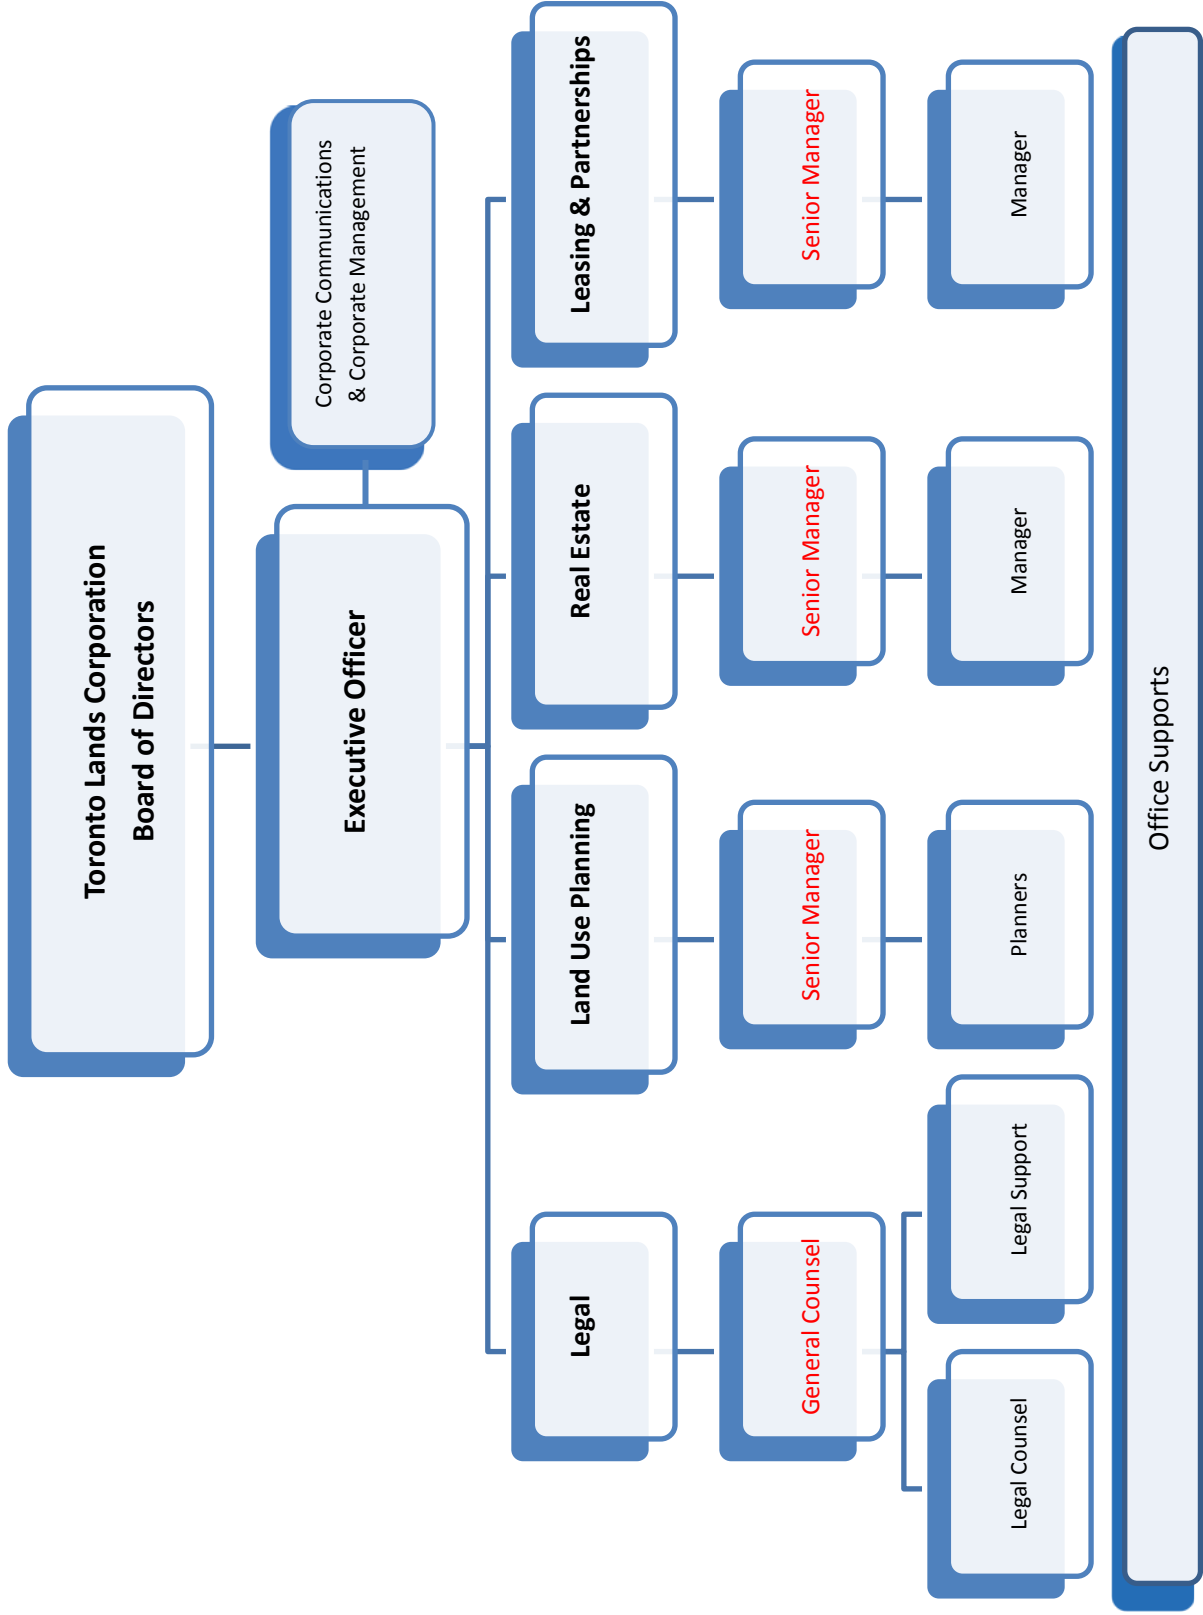 Toronto Lands Corporation
Board of Directors
Executive Officer
Corporate Communications
& Corporate Management
Legal
Land Use Planning
Real Estate
Leasing & Partnerships
General Counsel
Senior Manager
Senior Manager
Senior Manager
Legal Counsel
Legal Support
Planners
Manager
Manager
Office Supports